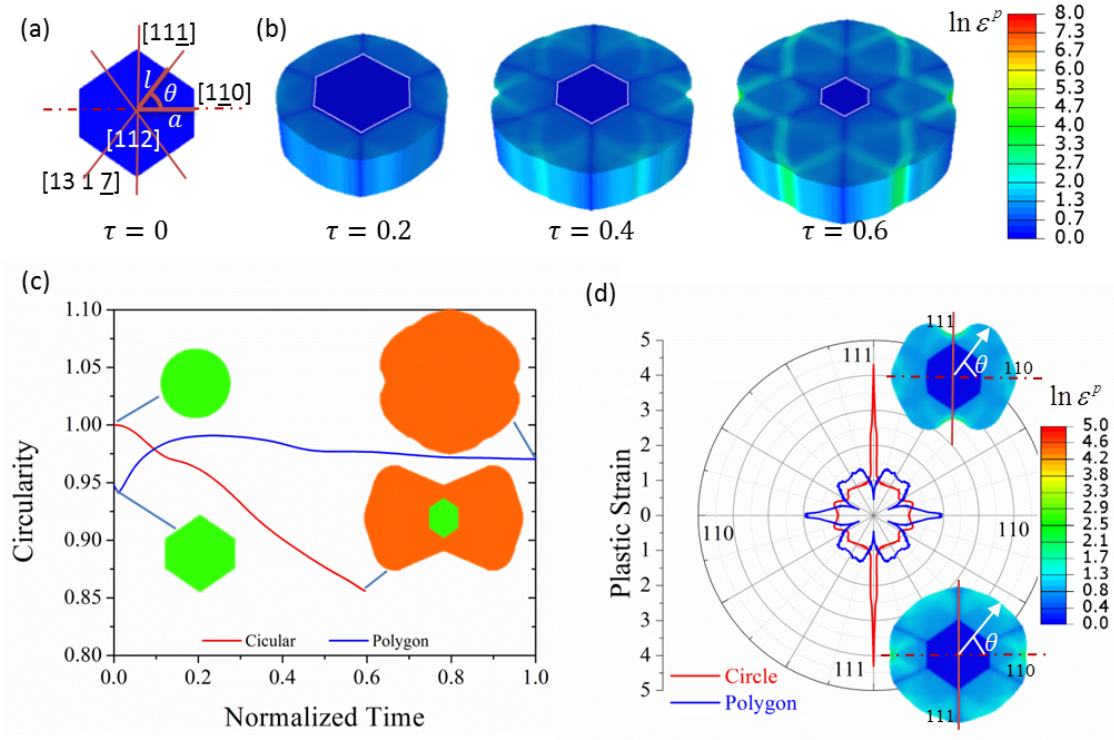 (a)
[111̲]
l
θ
[11̲0]
a
[112]
[13 1 7̲]
τ = 0
(b)
τ = 0.2
τ = 0.4
τ = 0.6
ln ε^p
8.0
7.3
6.7
6.0
5.3
4.7
4.0
3.3
2.7
2.0
1.3
0.7
0.0
(c)
1.10
1.05
1.00
0.95
0.90
0.85
0.80
Circularity
Cicular
Polygon
0.0
0.2
0.4
0.6
0.8
1.0
Normalized Time
(d)
5
4
3
2
1
0
1
2
3
4
5
Plastic Strain
111
110
110
111
Circle
Polygon
111
110
θ
ln ε^p
5.0
4.6
4.2
3.8
3.3
2.9
2.5
2.1
1.7
1.3
0.8
0.4
0.0
θ
110
111